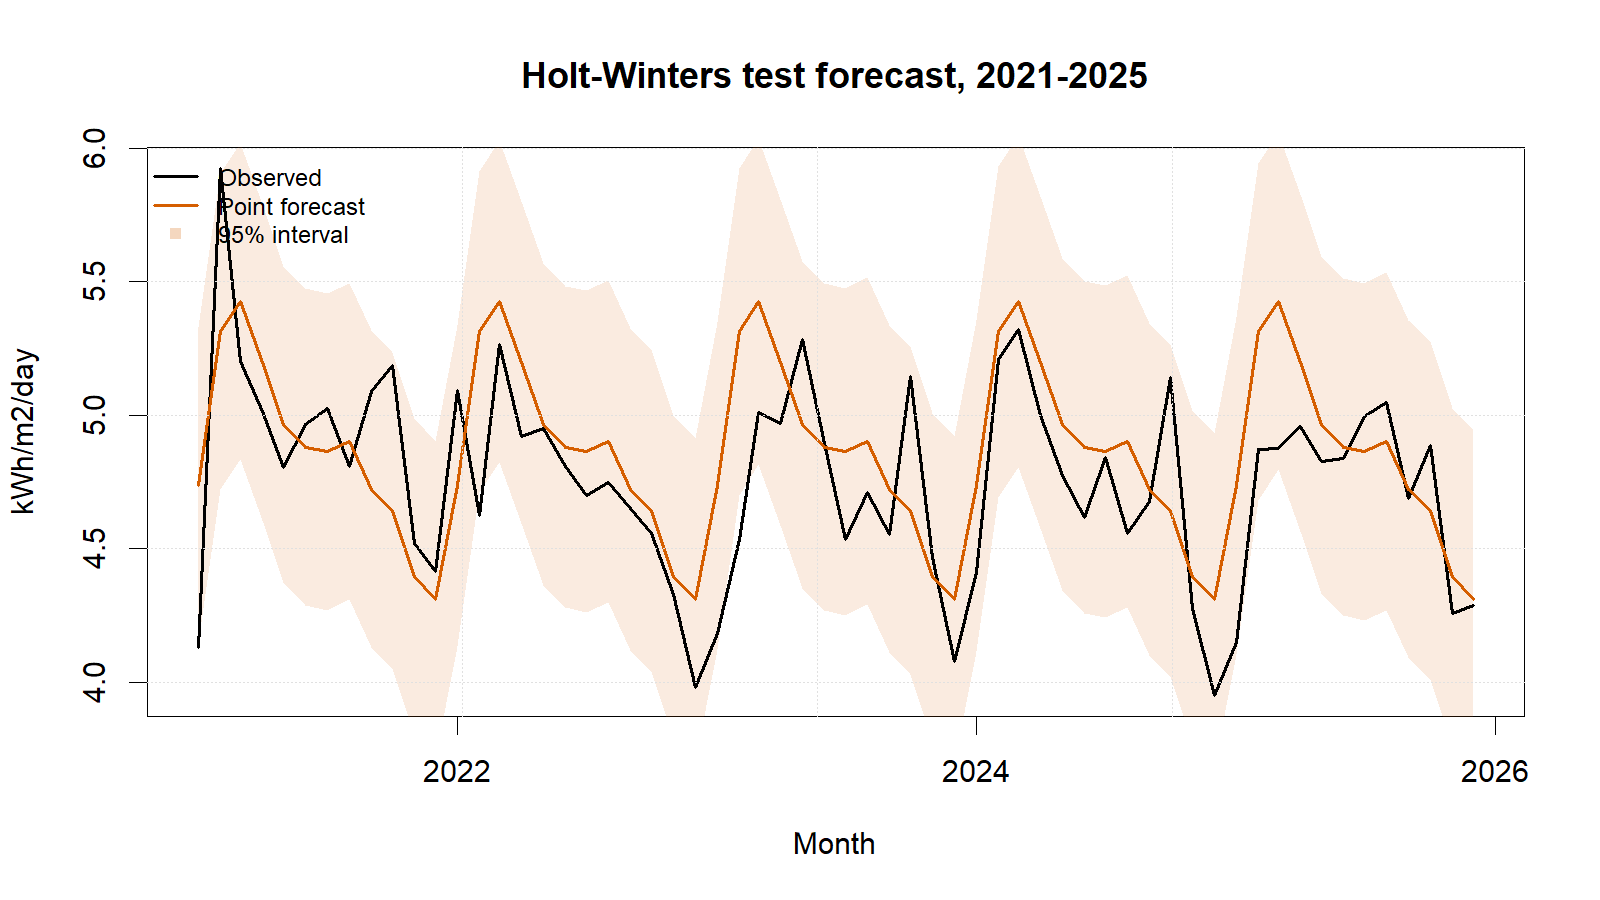 Holt-Winters test forecast, 2021-2025
kWh/m2/day
6.0
5.5
5.0
4.5
4.0
Observed
Point forecast
95% interval
2022
2024
2026
Month